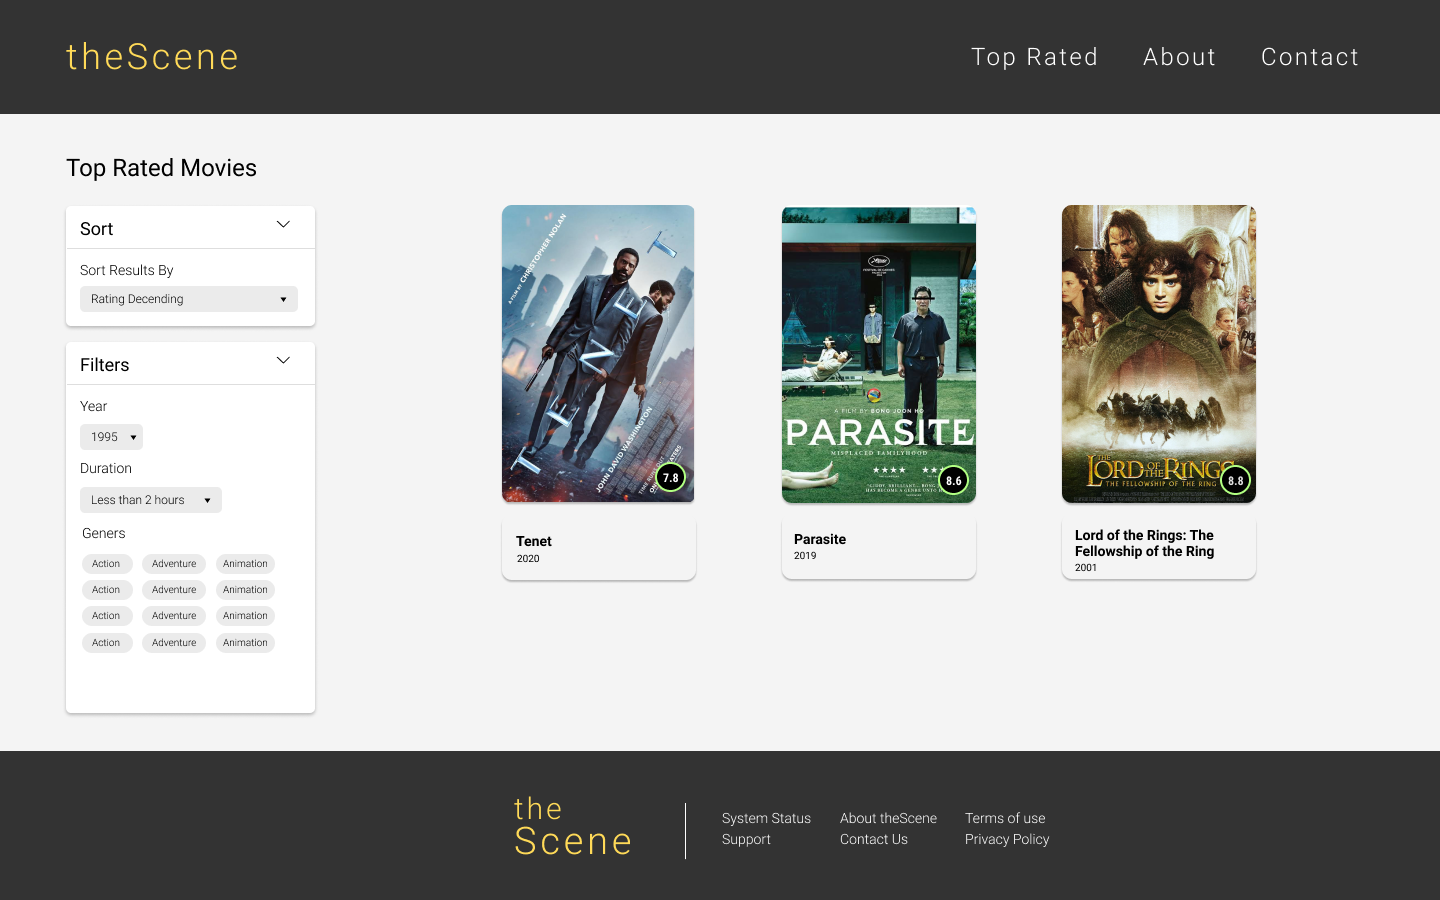 theScene
Top Rated
About
Contact
Top Rated Movies
Sort
Sort Results By
Rating Decending
Filters
Year
1995
Duration
Less than 2 hours
Geners
Action Adventure Animation
Action Adventure Animation
Action Adventure Animation
Action Adventure Animation
A FILM BY CHRISTOPHER NOLAN
TENET
JOHN DAVID WASHINGTON
7.8
Tenet
2020
FESTIVAL DE CANNES
A FILM BY BONG JOON HO
PARASITE
MISPLACED FAMILYHOOD
8.6
Parasite
2019
THE
LORD OF THE RINGS
THE FELLOWSHIP OF THE RING
8.8
Lord of the Rings: The
Fellowship of the Ring
2001
the
Scene
System Status
Support
About theScene
Contact Us
Terms of use
Privacy Policy